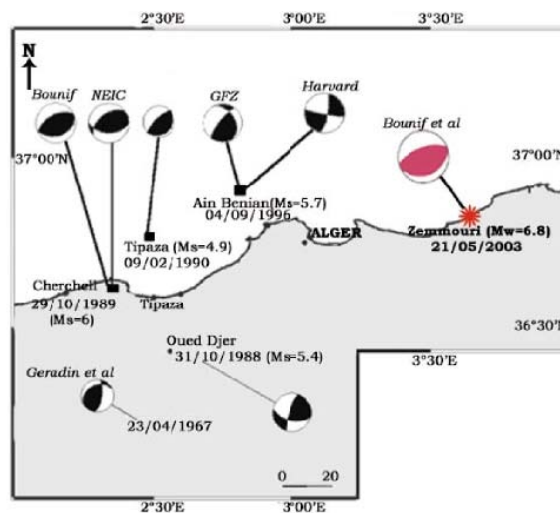 2°30'E
3°00'E
3°30'E
N
Bounif
NEIC
GFZ
Harvard
Bounif et al
37°00'N
37°00'N
Ain Benian(Ms=5.7)
04/09/1996
Tipaza (Ms=4.9)
09/02/1990
ALGER
Zemmouri (Mw=6.8)
21/05/2003
Cherchell
29/10/1989
(Ms=6)
Tipaza
36°30'N
Oued Djer
31/10/1988 (Ms=5.4)
3°30'E
Geradin et al
23/04/1967
0 20
2°30'E
3°00'E